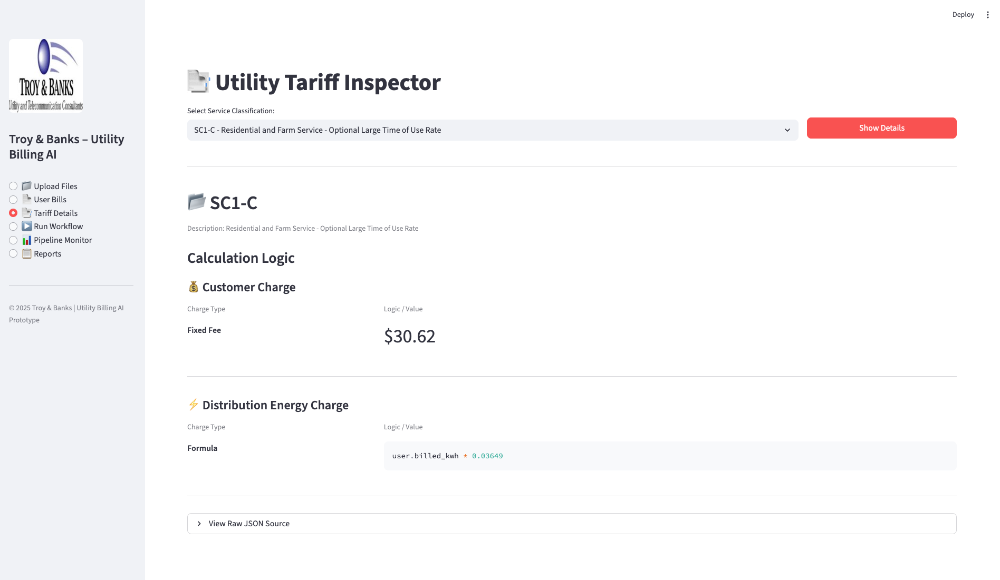 Deploy
TROY & BANKS
Utility and Telecommunication Consultants
Troy & Banks – Utility
Billing AI
Upload Files
User Bills
Tariff Details
Run Workflow
Pipeline Monitor
Reports
© 2025 Troy & Banks | Utility Billing AI
Prototype
Utility Tariff Inspector
Select Service Classification:
SC1-C - Residential and Farm Service - Optional Large Time of Use Rate
Show Details
SC1-C
Description: Residential and Farm Service - Optional Large Time of Use Rate
Calculation Logic
Customer Charge
Charge Type Logic / Value
Fixed Fee $30.62
Distribution Energy Charge
Charge Type Logic / Value
Formula user.billed_kwh * 0.03649
View Raw JSON Source